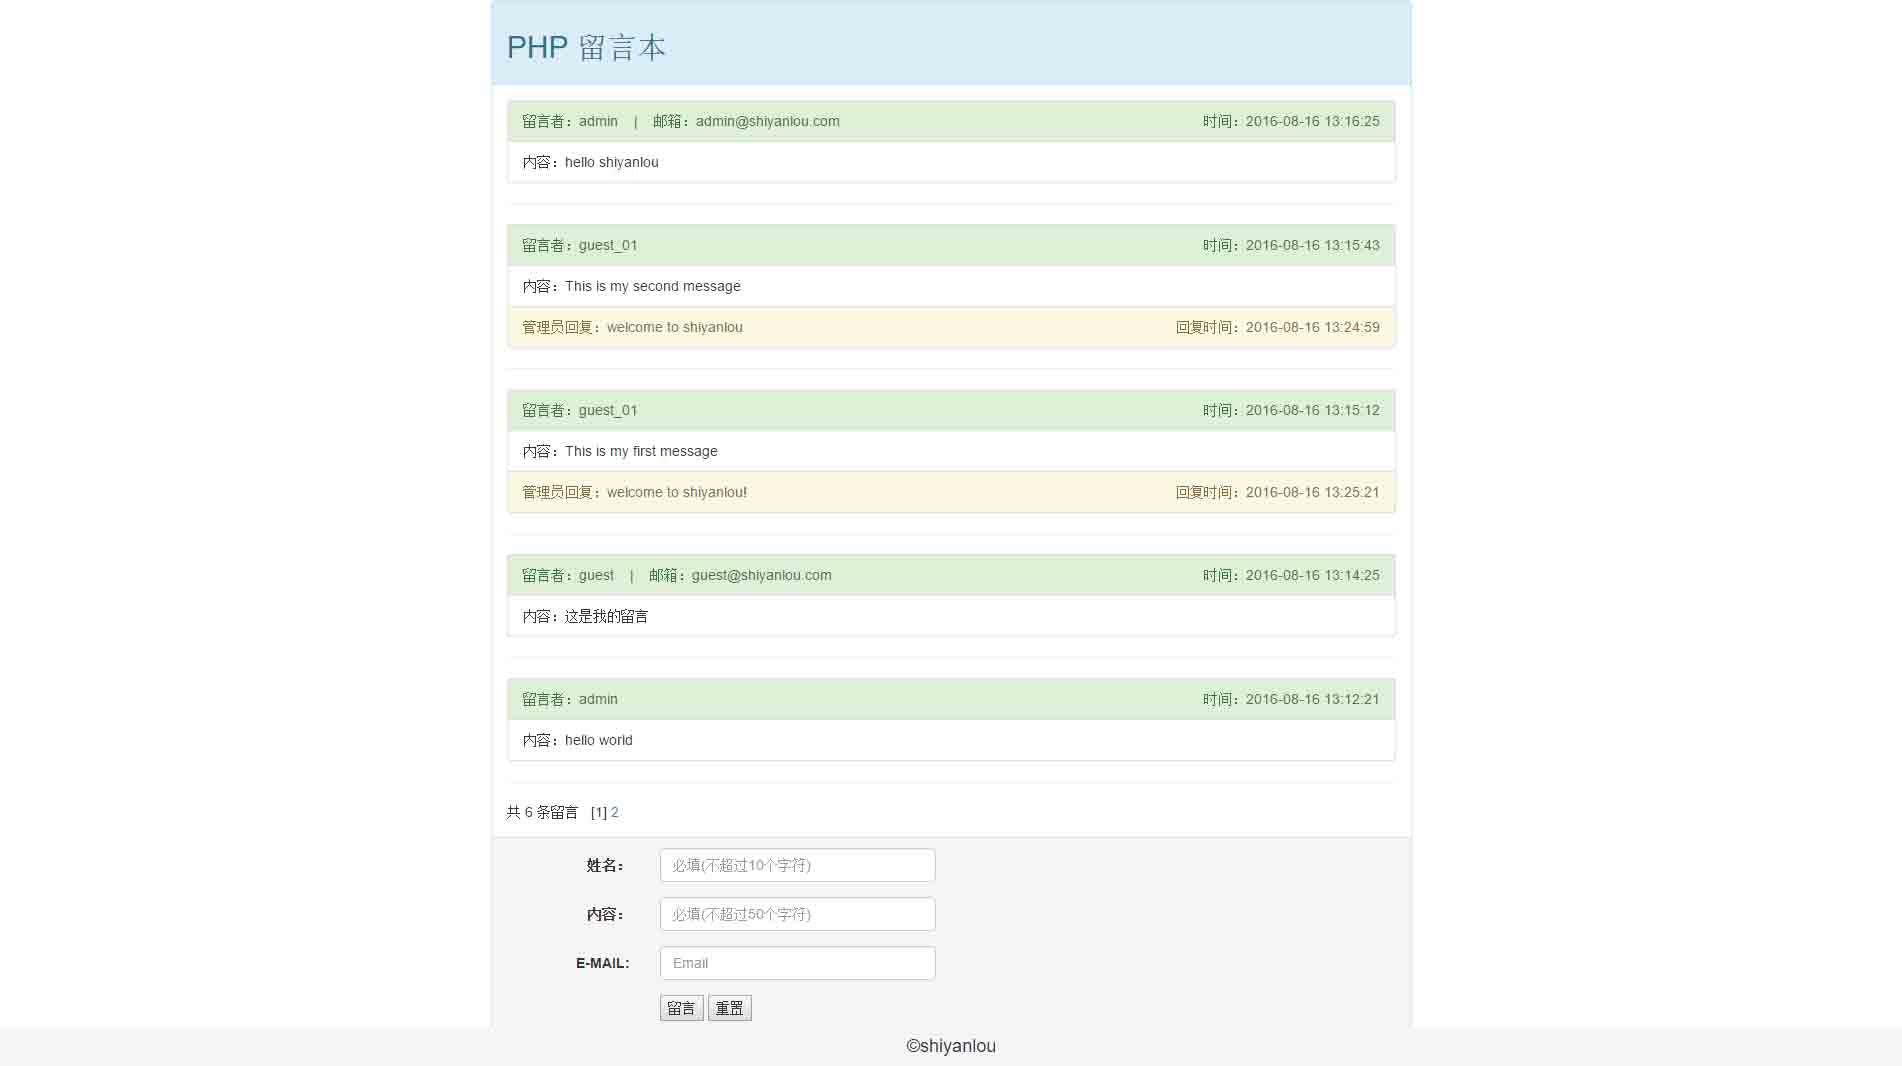 PHP 留言本
留言者：admin | 邮箱：admin@shiyanlou.com 时间：2016-08-16 13:16:25
内容：hello shiyanlou
留言者：guest_01 时间：2016-08-16 13:15:43
内容：This is my second message
管理员回复：welcome to shiyanlou 回复时间：2016-08-16 13:24:59
留言者：guest_01 时间：2016-08-16 13:15:12
内容：This is my first message
管理员回复：welcome to shiyanlou! 回复时间：2016-08-16 13:25:21
留言者：guest | 邮箱：guest@shiyanlou.com 时间：2016-08-16 13:14:25
内容：这是我的留言
留言者：admin 时间：2016-08-16 13:12:21
内容：hello world
共 6 条留言 [1] 2
姓名： 必填(不超过10个字符)
内容： 必填(不超过50个字符)
E-MAIL: Email
留言 重置
©shiyanlou